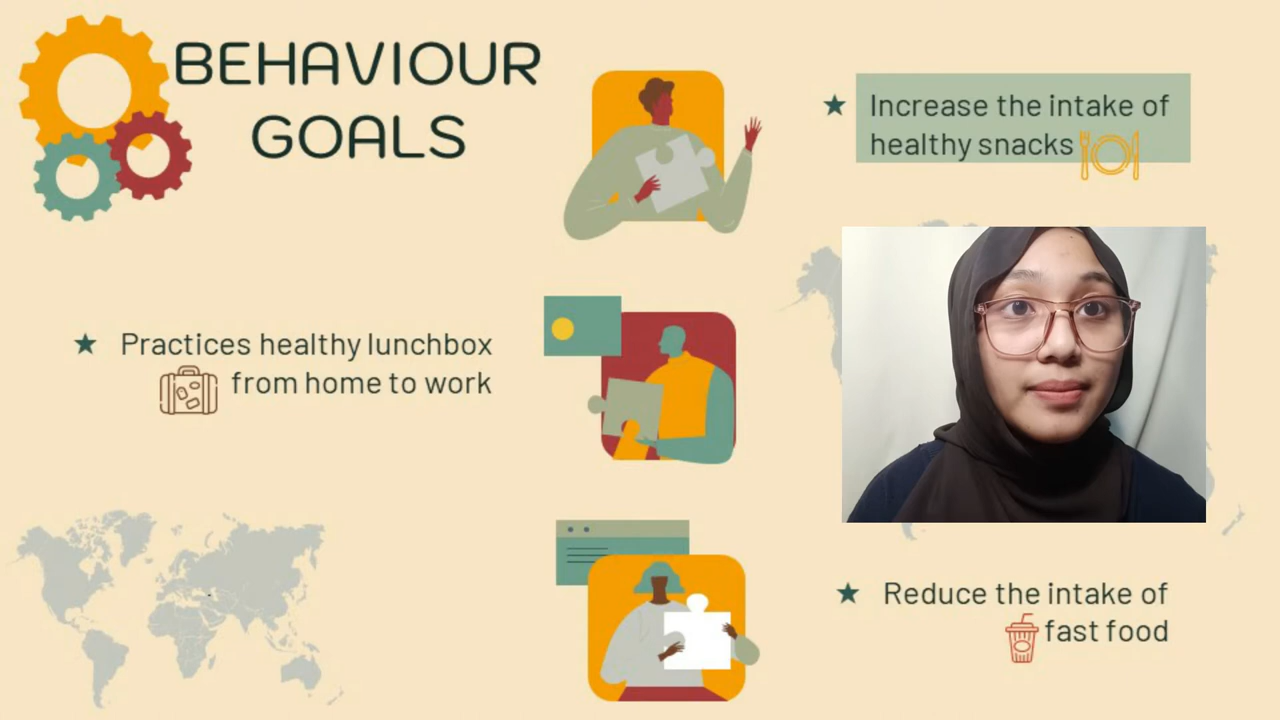 BEHAVIOUR
GOALS
Increase the intake of
healthy snacks
Practices healthy lunchbox
from home to work
Reduce the intake of
fast food